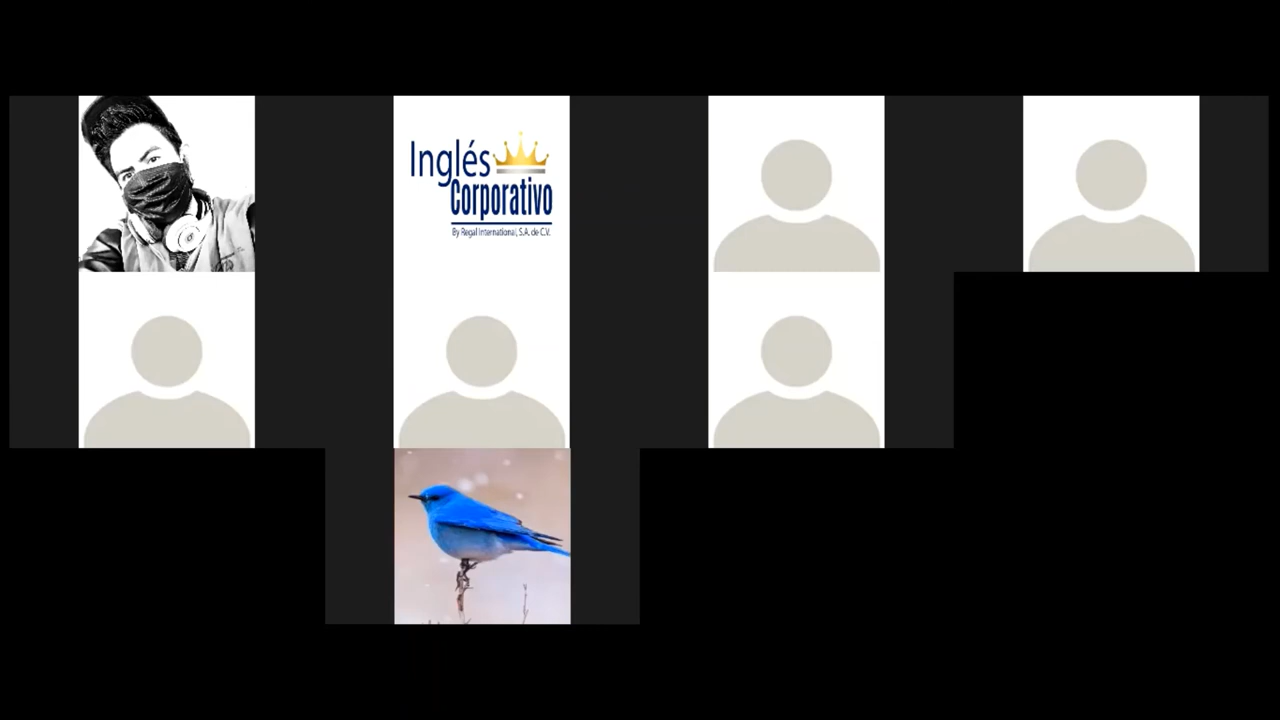 Inglés
Corporativo
By Regal International, S.A. de C.V.